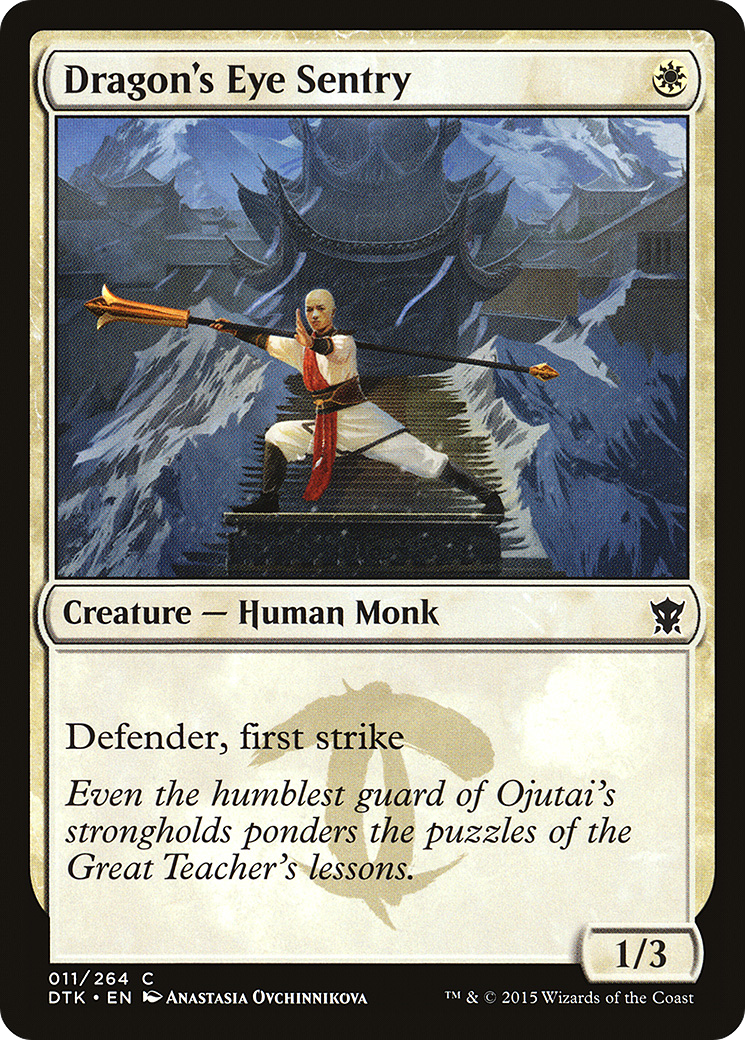 Dragon's Eye Sentry
Creature — Human Monk
Defender, first strike
Even the humblest guard of Ojutai's
strongholds ponders the puzzles of the
Great Teacher's lessons.
1/3
011/264 C
DTK • EN Anastasia Ovchinnikova
™ & © 2015 Wizards of the Coast